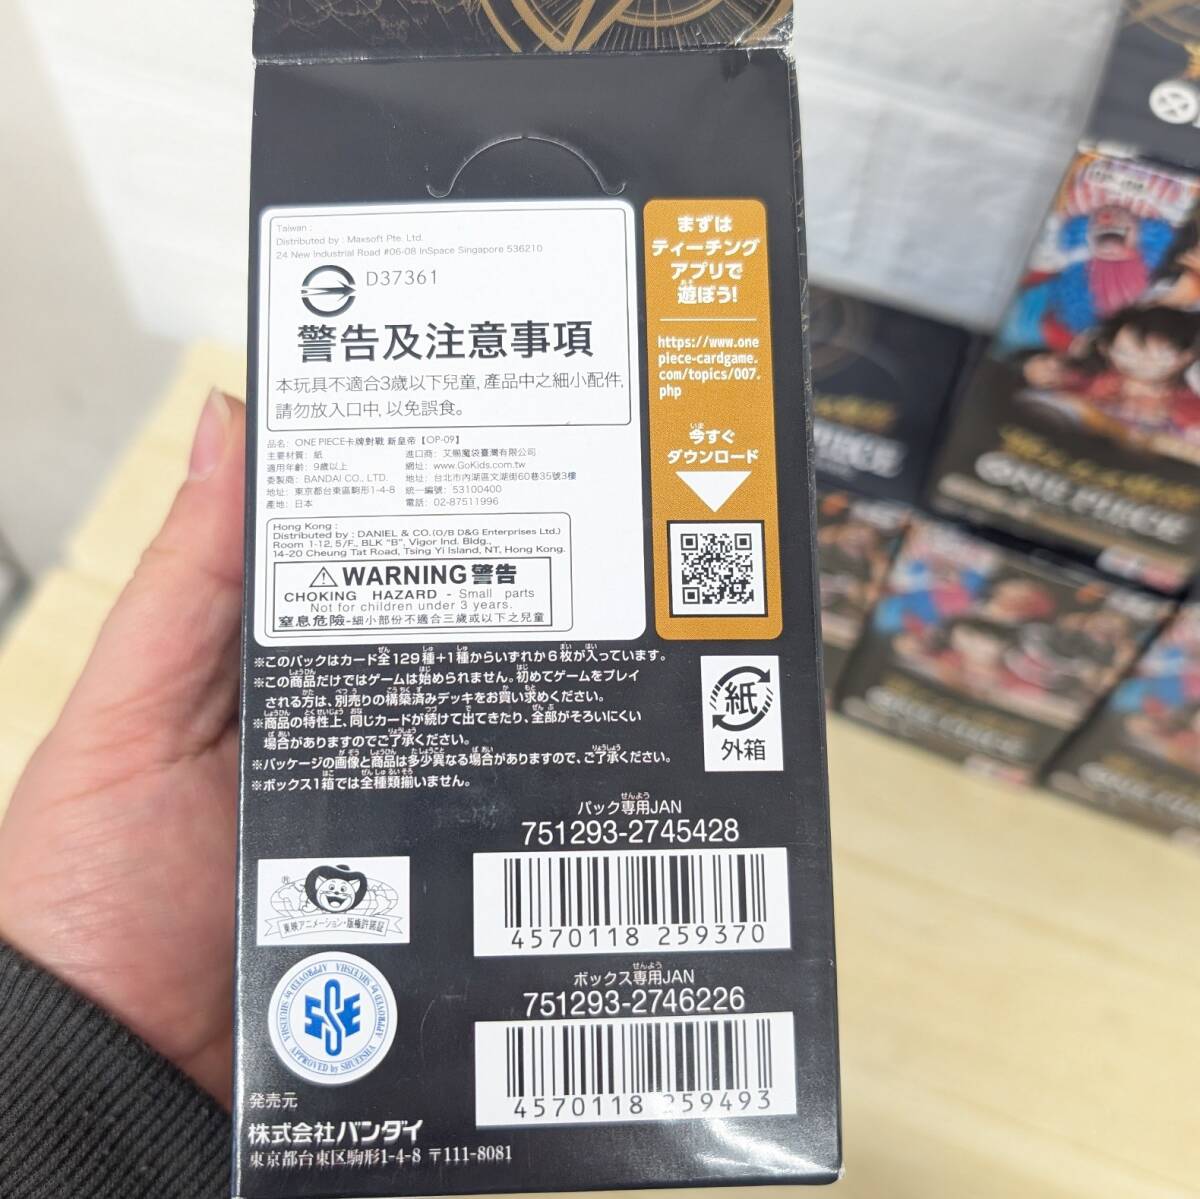 Taiwan :
Distributed by : Maxsoft Pte. Ltd.
24 New Industrial Road #06-08 InSpace Singapore 536210
D37361
警告及注意事項
本玩具不適合3歳以下兒童, 產品中之細小配件,
請勿放入口中, 以免誤食。
品名: ONE PIECE卡牌對戰 新皇帝【OP-09】
主要材質: 紙
適用年齡: 9歲以上
委製商: BANDAI CO., LTD.
地址: 東京都台東區駒形1-4-8
產地: 日本
進口商: 艾賜魔袋臺灣有限公司
網址: www.GoKids.com.tw
地址: 台北市內湖區文湖街60巷35號3樓
統一編號: 53100400
電話: 02-87511996
Hong Kong :
Distributed by : DANIEL & CO.(O/B D&G Enterprises Ltd.)
Room 1-12, 5/F., BLK "B", Vigor Ind. Bldg.,
14-20 Cheung Tat Road, Tsing Yi Island, NT, Hong Kong.
WARNING 警告
CHOKING HAZARD - Small parts
Not for children under 3 years.
窒息危險-細小部份不適合三歲或以下之兒童
まずは
ティーチング
アプリで
遊ぼう!
https://www.one
piece-cardgame.
com/topics/007.
php
今すぐ
ダウンロード
※このパックはカード全129種+1種からいずれか6枚が入っています。
※この商品だけではゲームは始められません。初めてゲームをプレイ
される方は、別売りの構築済みデッキをお買い求めください。
※商品の特性上、同じカードが続けて出てきたり、全部がそろいにくい
場合がありますのでご了承ください。
※パッケージの画像と商品は多少異なる場合がありますので、ご了承ください。
※ボックス1箱では全種類揃いません。
紙
外箱
パック専用JAN
751293-2745428
4570118 259370
ボックス専用JAN
751293-2746226
4570118 259493
東映アニメーション・版権許諾証
APPROVED by SHUEISHA
発売元
株式会社バンダイ
東京都台東区駒形1-4-8 〒111-8081
ONE PIECE